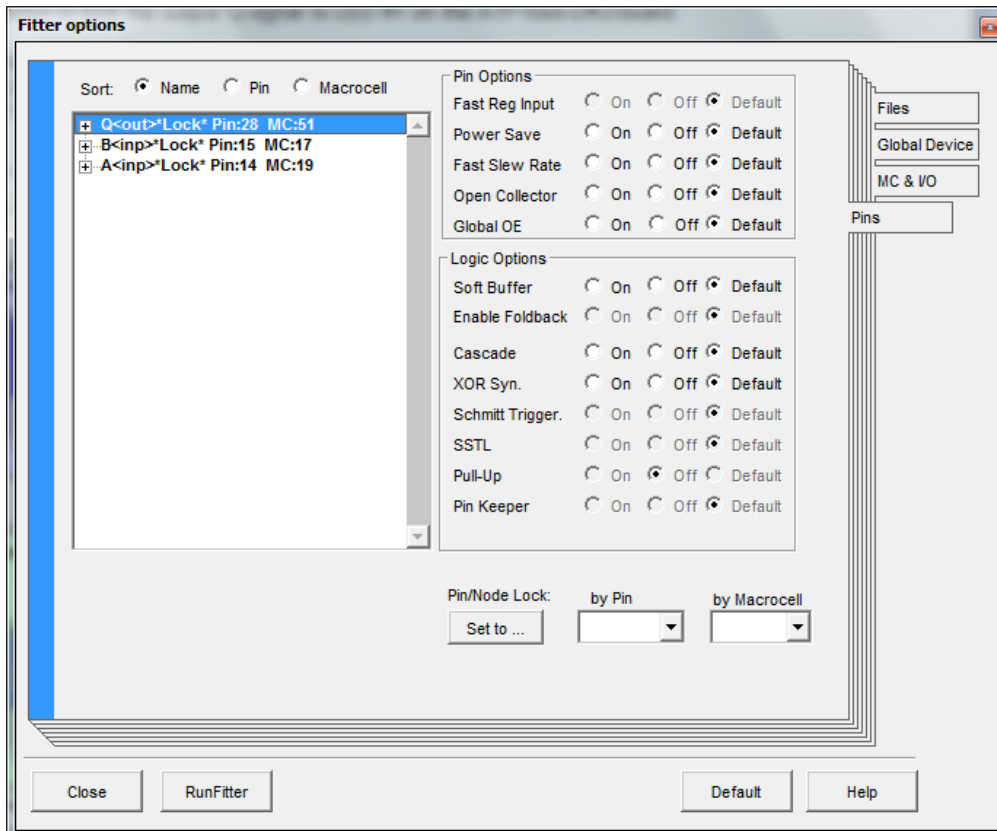 Fitter options
Sort: Name Pin Macrocell
Q<out>*Lock* Pin:28 MC:51
B<inp>*Lock* Pin:15 MC:17
A<inp>*Lock* Pin:14 MC:19
Pin Options
Fast Reg Input On Off Default
Power Save On Off Default
Fast Slew Rate On Off Default
Open Collector On Off Default
Global OE On Off Default
Logic Options
Soft Buffer On Off Default
Enable Foldback On Off Default
Cascade On Off Default
XOR Syn. On Off Default
Schmitt Trigger. On Off Default
SSTL On Off Default
Pull-Up On Off Default
Pin Keeper On Off Default
Pin/Node Lock: by Pin by Macrocell
Set to ...
Files
Global Device
MC & I/O
Pins
Close RunFitter Default Help